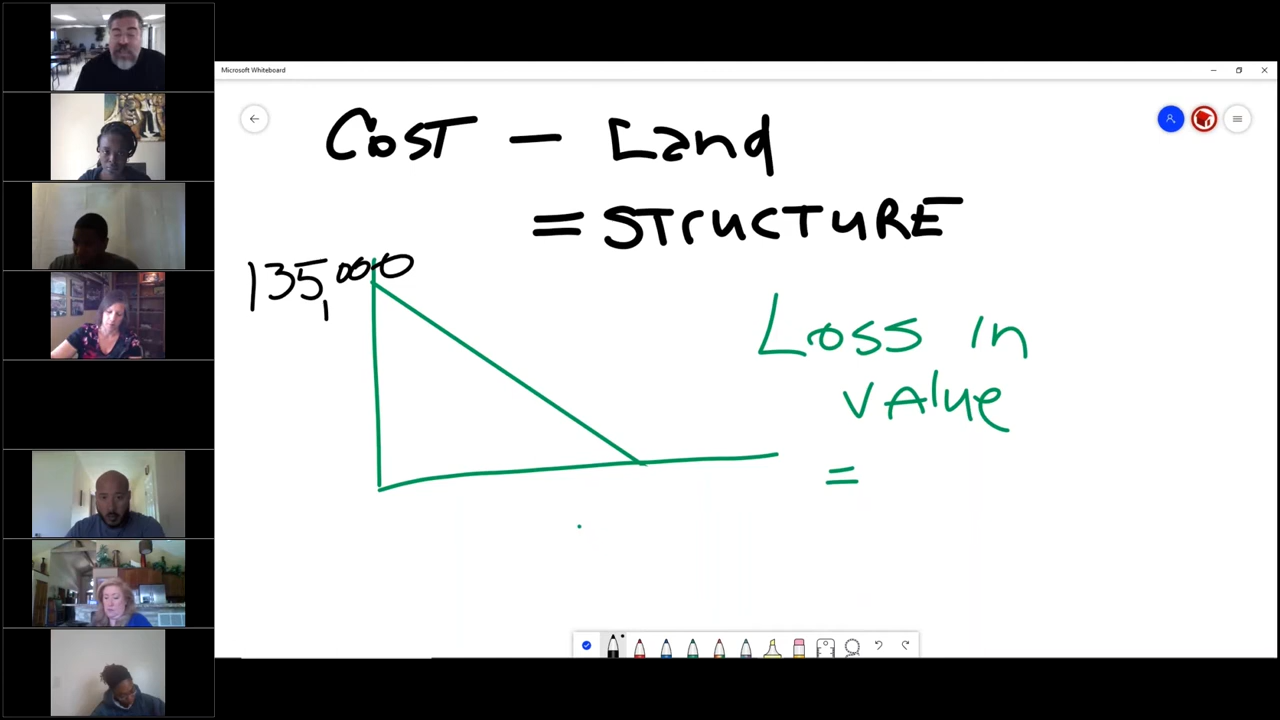 Microsoft Whiteboard
COST - Land
= STrUCTURE
135,000
Loss in
value
=